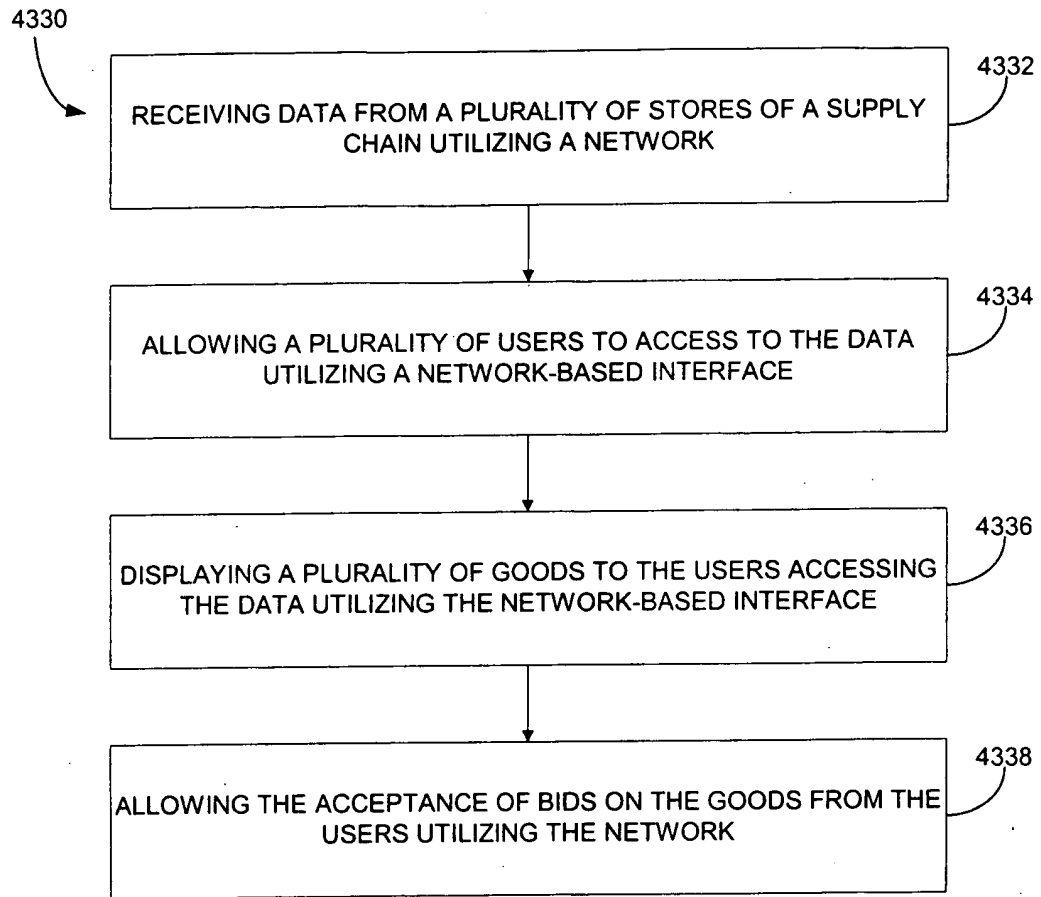 4330
4332
RECEIVING DATA FROM A PLURALITY OF STORES OF A SUPPLY
CHAIN UTILIZING A NETWORK
4334
ALLOWING A PLURALITY OF USERS TO ACCESS TO THE DATA
UTILIZING A NETWORK-BASED INTERFACE
4336
DISPLAYING A PLURALITY OF GOODS TO THE USERS ACCESSING
THE DATA UTILIZING THE NETWORK-BASED INTERFACE
4338
ALLOWING THE ACCEPTANCE OF BIDS ON THE GOODS FROM THE
USERS UTILIZING THE NETWORK